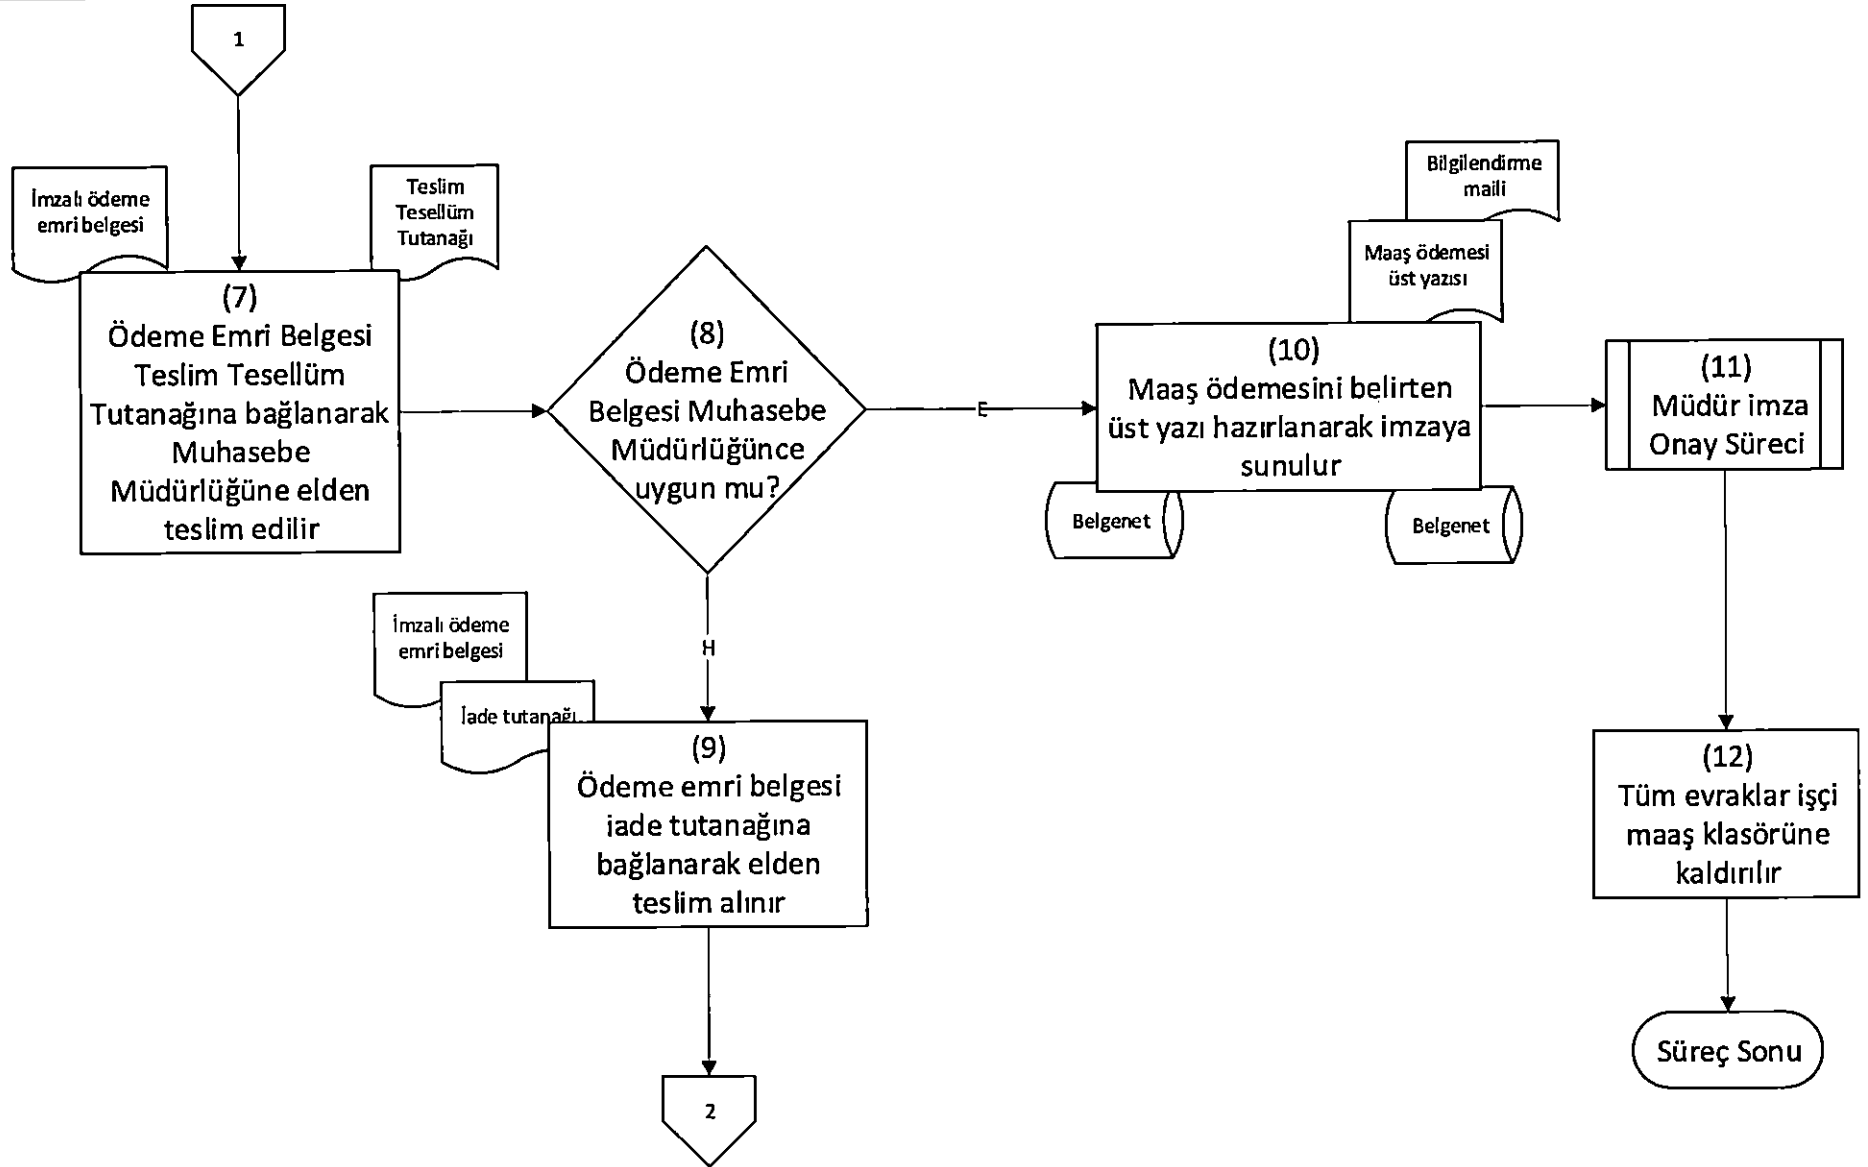 1
İmzalı ödeme
emri belgesi
Teslim
Tesellüm
Tutanağı
(7)
Ödeme Emri Belgesi
Teslim Tesellüm
Tutanağına bağlanarak
Muhasebe
Müdürlüğüne elden
teslim edilir
(8)
Ödeme Emri
Belgesi Muhasebe
Müdürlüğünce
uygun mu?
E
H
İmzalı ödeme
emri belgesi
İade tutanağı
(9)
Ödeme emri belgesi
iade tutanağına
bağlanarak elden
teslim alınır
2
Bilgilendirme
maili
Maaş ödemesi
üst yazısı
(10)
Maaş ödemesini belirten
üst yazı hazırlanarak imzaya
sunulur
Belgenet
Belgenet
(11)
Müdür imza
Onay Süreci
(12)
Tüm evraklar işçi
maaş klasörüne
kaldırılır
Süreç Sonu